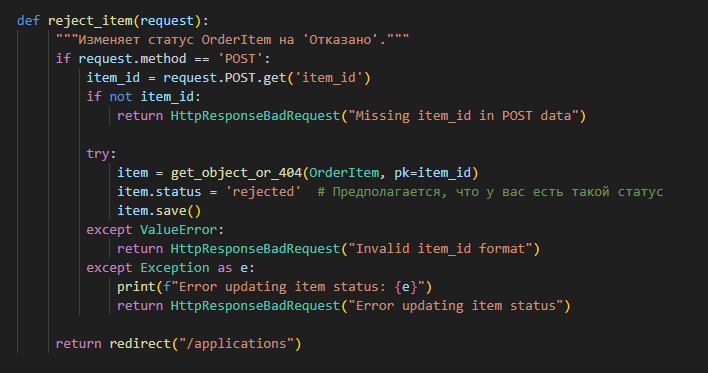 def reject_item(request):
    """Изменяет статус OrderItem на 'Отказано'."""
    if request.method == 'POST':
        item_id = request.POST.get('item_id')
        if not item_id:
            return HttpResponseBadRequest("Missing item_id in POST data")

        try:
            item = get_object_or_404(OrderItem, pk=item_id)
            item.status = 'rejected'  # Предполагается, что у вас есть такой статус
            item.save()
        except ValueError:
            return HttpResponseBadRequest("Invalid item_id format")
        except Exception as e:
            print(f"Error updating item status: {e}")
            return HttpResponseBadRequest("Error updating item status")

    return redirect("/applications")